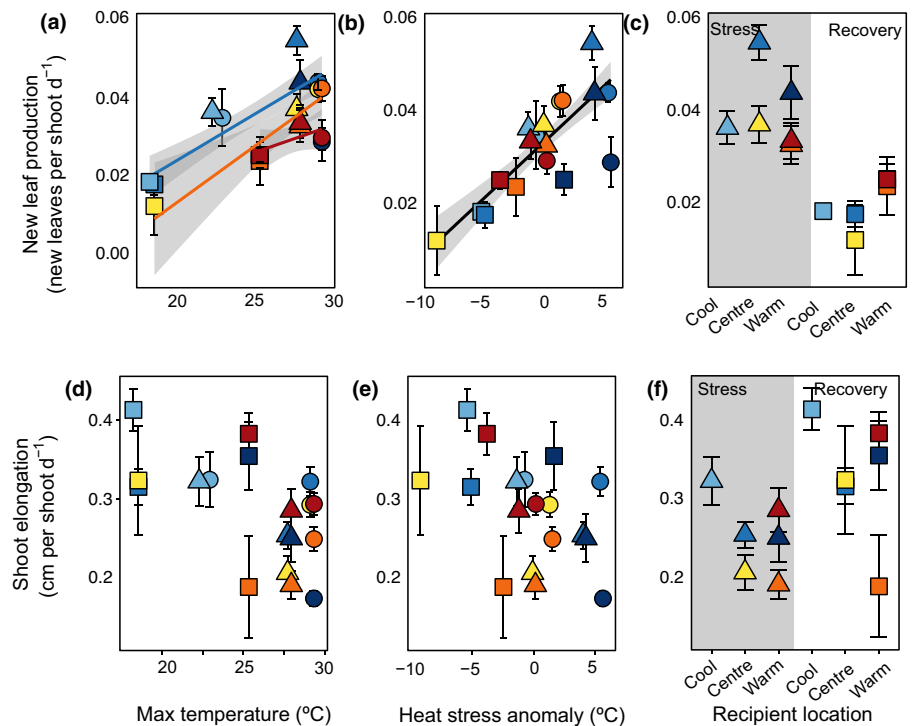 (a)
(b)
(c)
New leaf production
(new leaves per shoot d⁻¹)
0.06
0.04
0.02
0.00
20
25
30
0.06
0.04
0.02
−10
−5
0
5
0.06
0.04
0.02
Stress
Recovery
Cool
Centre
Warm
Cool
Centre
Warm
(d)
(e)
(f)
Shoot elongation
(cm per shoot d⁻¹)
0.4
0.3
0.2
20
25
30
Max temperature (ºC)
0.4
0.3
0.2
−10
−5
0
5
Heat stress anomaly (ºC)
0.4
0.3
0.2
Stress
Recovery
Cool
Centre
Warm
Cool
Centre
Warm
Recipient location